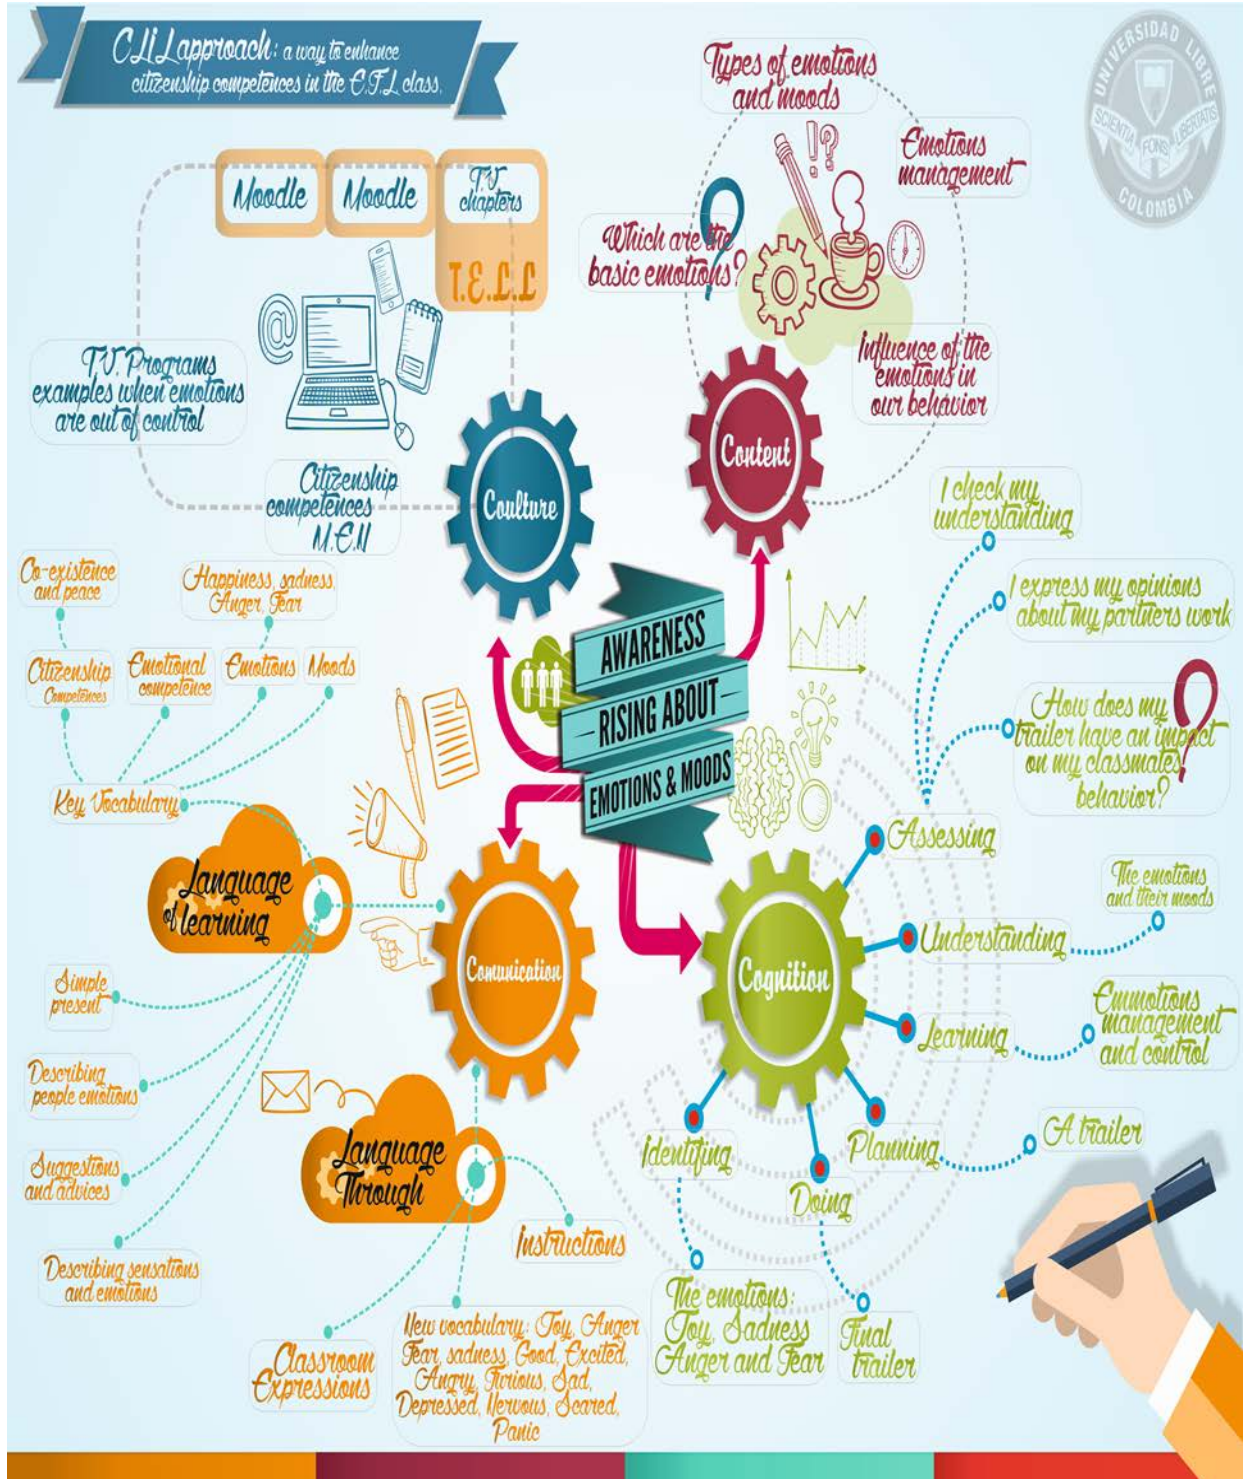 CLIL approach: a way to enhance
citizenship competences in the E.F.L class.
UNIVERSIDAD LIBRE
SCIENTIA FONS LIBERTATIS
COLOMBIA
Moodle
Moodle
T.V.
chapters
T.E.L.L
T.V. Programs
examples when emotions
are out of control
Citizenship
competences
M.E.N
Coulture
Types of emotions
and moods
Emotions
management
Which are the
basic emotions?
?
!?
Influence of the
emotions in
our behavior
Content
AWARENESS
RISING ABOUT
EMOTIONS & MOODS
Co-existence
and peace
Happiness, sadness,
Anger, Fear
Citizenship
Competences
Emotional
competence
Emotions
Moods
Key Vocabulary
Language
of learning
Simple
present
Describing
people emotions
Suggestions
and advices
Describing sensations
and emotions
Comunication
Language
Through
Instructions
Classroom
Expressions
New vocabulary: Joy, Anger
Fear, sadness, Good, Excited,
Angry, Furious, Sad,
Depressed, Nervous, Scared,
Panic
Cognition
I check my
understanding
I express my opinions
about my partners work
How does my
trailer have an impact
on my classmates
behavior?
?
Assessing
The emotions
and their moods
Understanding
Emmotions
management
and control
Learning
A trailer
Planning
Identifing
Doing
The emotions:
Joy, Sadness
Anger and Fear
Final
trailer
@